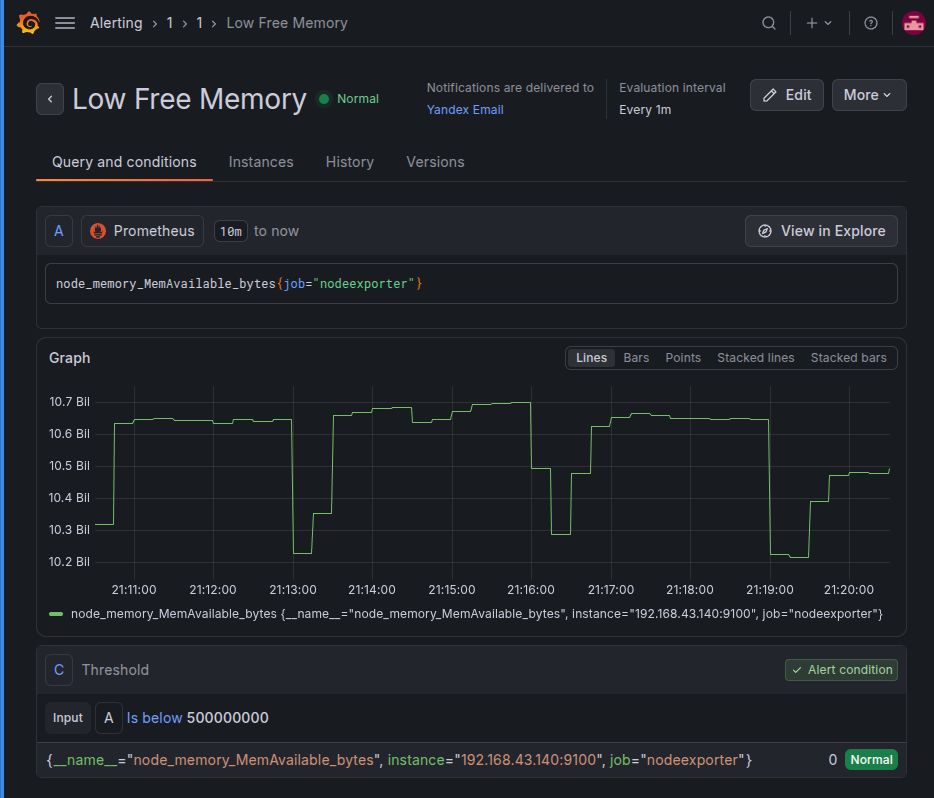 Alerting › 1 › 1 › Low Free Memory
Low Free Memory Normal
Notifications are delivered to
Yandex Email
Evaluation interval
Every 1m
Edit
More
Query and conditions Instances History Versions
A Prometheus 10m to now View in Explore
node_memory_MemAvailable_bytes{job="nodeexporter"}
Graph Lines Bars Points Stacked lines Stacked bars
10.7 Bil
10.6 Bil
10.5 Bil
10.4 Bil
10.3 Bil
10.2 Bil
21:11:00 21:12:00 21:13:00 21:14:00 21:15:00 21:16:00 21:17:00 21:18:00 21:19:00 21:20:00
node_memory_MemAvailable_bytes {__name__="node_memory_MemAvailable_bytes", instance="192.168.43.140:9100", job="nodeexporter"}
C Threshold Alert condition
Input A Is below 500000000
{__name__="node_memory_MemAvailable_bytes", instance="192.168.43.140:9100", job="nodeexporter"} 0 Normal